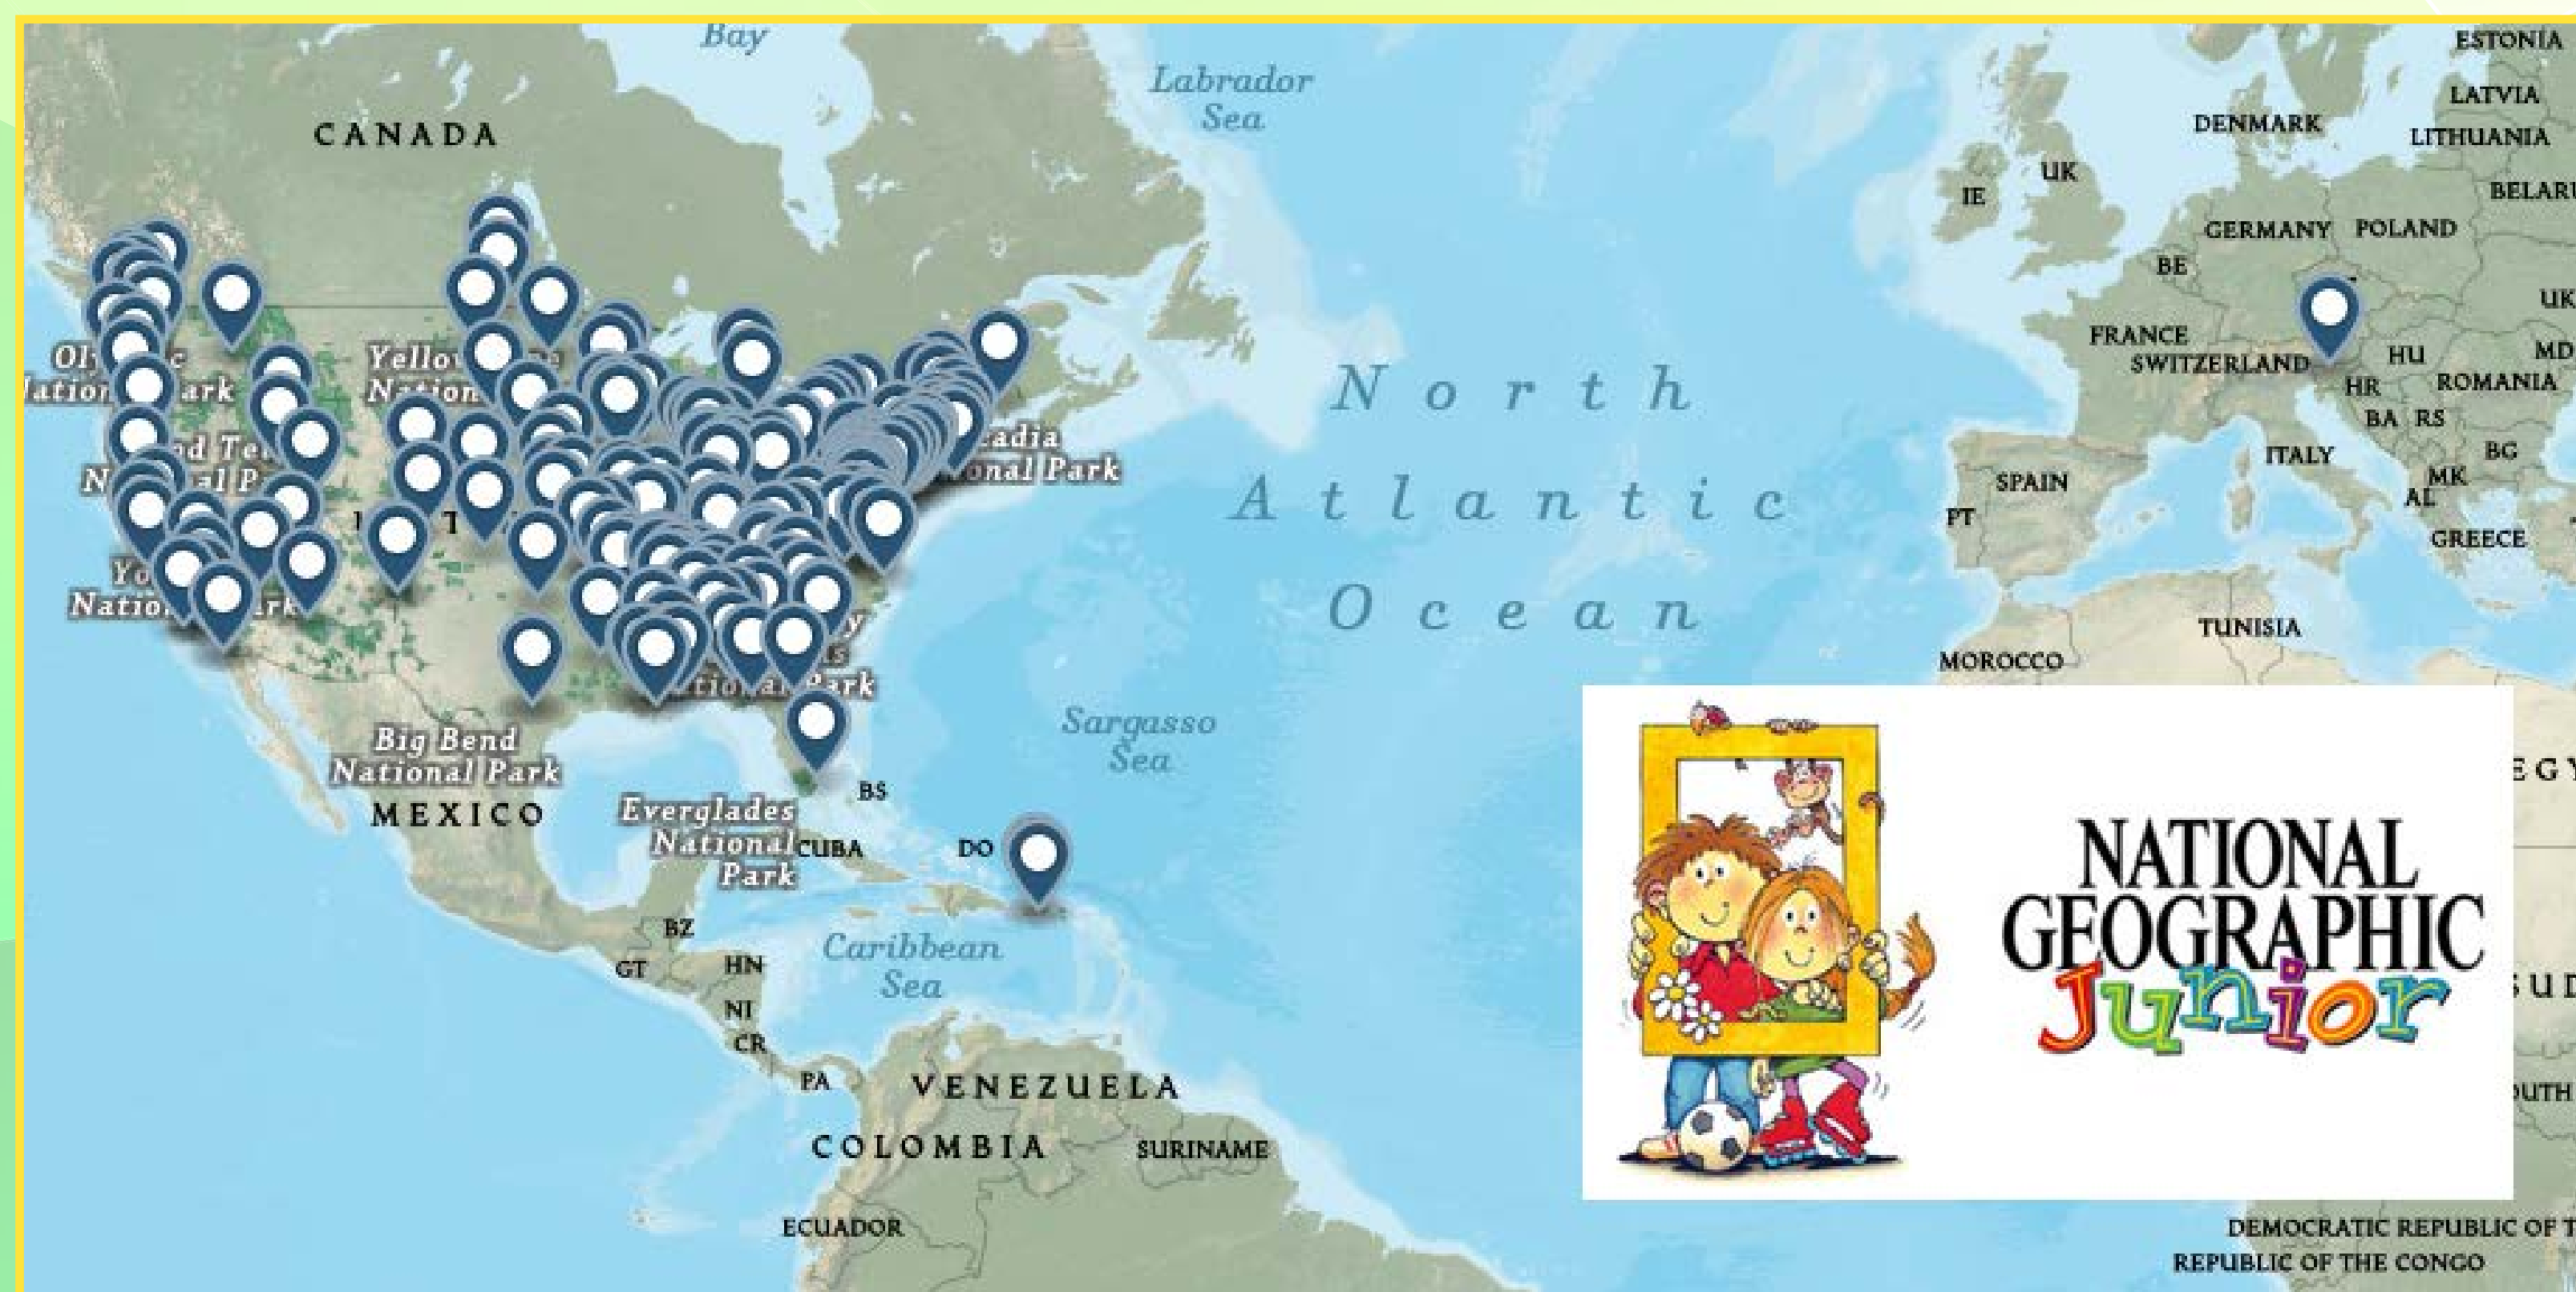 Bay
Labrador
Sea
CANADA
ESTONIA
LATVIA
LITHUANIA
DENMARK
UK
IE
BELARU
GERMANY
POLAND
BE
UK
FRANCE
SWITZERLAND
HU
MD
HR
ROMANIA
BA
RS
BG
ITALY
MK
AL
SPAIN
PT
GREECE
TUNISIA
MOROCCO
North
Atlantic
Ocean
Sargasso
Sea
Big Bend
National Park
MEXICO
Everglades
National
Park
BS
CUBA
DO
BZ
GT
HN
NI
CR
PA
Caribbean
Sea
VENEZUELA
COLOMBIA
SURINAME
ECUADOR
NATIONAL
GEOGRAPHIC
Junior
DEMOCRATIC REPUBLIC OF T
REPUBLIC OF THE CONGO